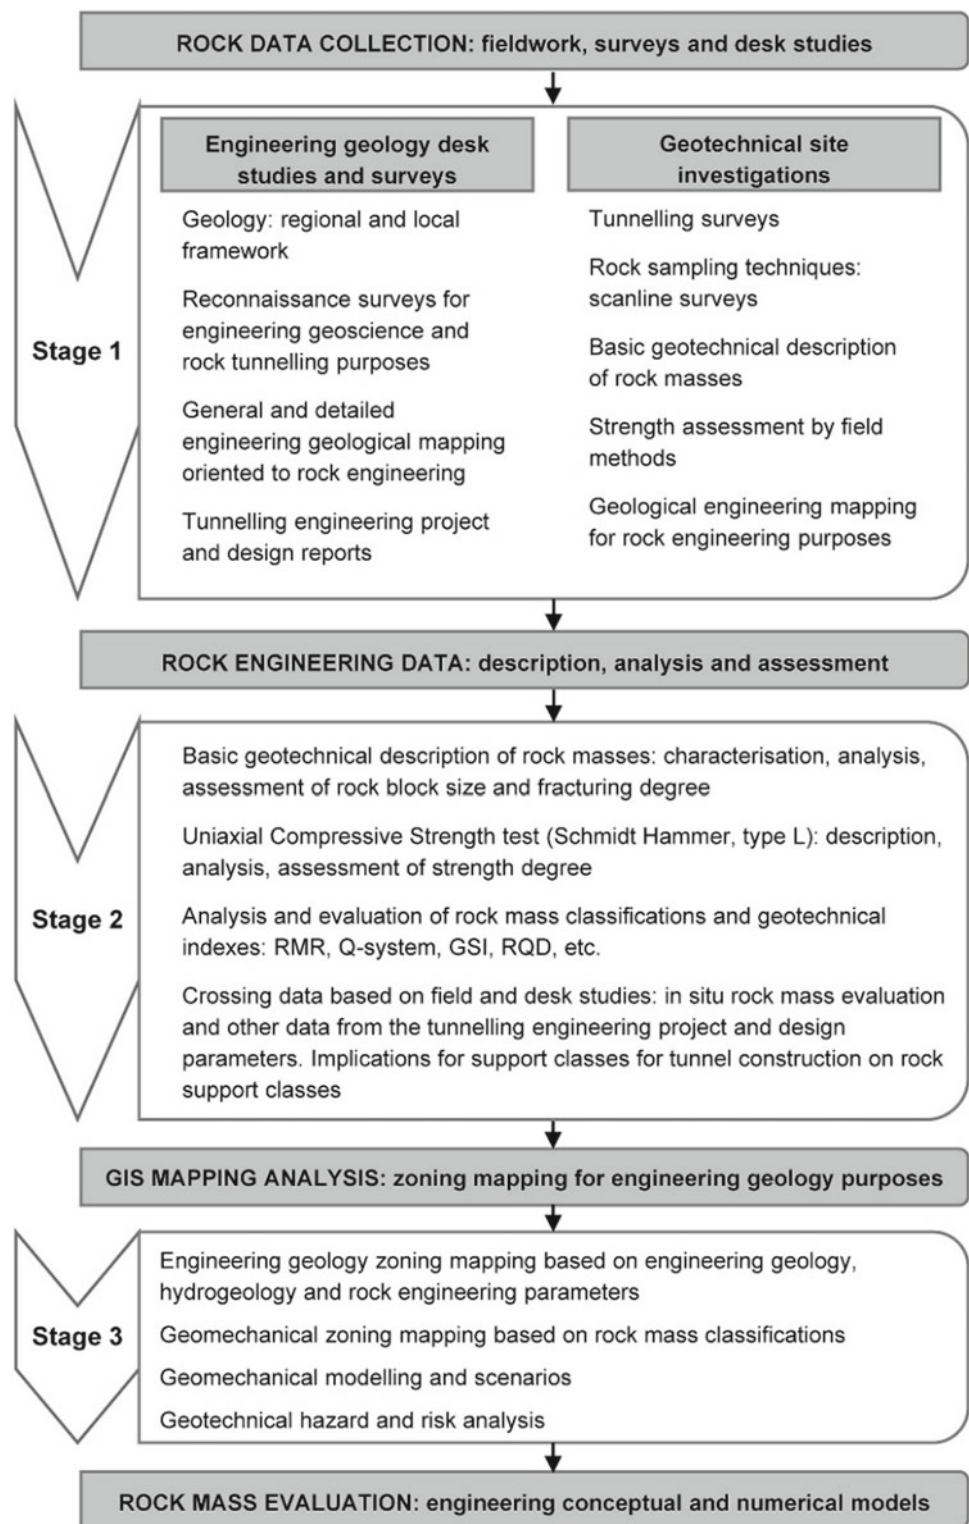 ROCK DATA COLLECTION: fieldwork, surveys and desk studies
Stage 1
Engineering geology desk
studies and surveys
Geology: regional and local
framework
Reconnaissance surveys for
engineering geoscience and
rock tunnelling purposes
General and detailed
engineering geological mapping
oriented to rock engineering
Tunnelling engineering project
and design reports
Geotechnical site
investigations
Tunnelling surveys
Rock sampling techniques:
scanline surveys
Basic geotechnical description
of rock masses
Strength assessment by field
methods
Geological engineering mapping
for rock engineering purposes
ROCK ENGINEERING DATA: description, analysis and assessment
Stage 2
Basic geotechnical description of rock masses: characterisation, analysis,
assessment of rock block size and fracturing degree
Uniaxial Compressive Strength test (Schmidt Hammer, type L): description,
analysis, assessment of strength degree
Analysis and evaluation of rock mass classifications and geotechnical
indexes: RMR, Q-system, GSI, RQD, etc.
Crossing data based on field and desk studies: in situ rock mass evaluation
and other data from the tunnelling engineering project and design
parameters. Implications for support classes for tunnel construction on rock
support classes
GIS MAPPING ANALYSIS: zoning mapping for engineering geology purposes
Stage 3
Engineering geology zoning mapping based on engineering geology,
hydrogeology and rock engineering parameters
Geomechanical zoning mapping based on rock mass classifications
Geomechanical modelling and scenarios
Geotechnical hazard and risk analysis
ROCK MASS EVALUATION: engineering conceptual and numerical models